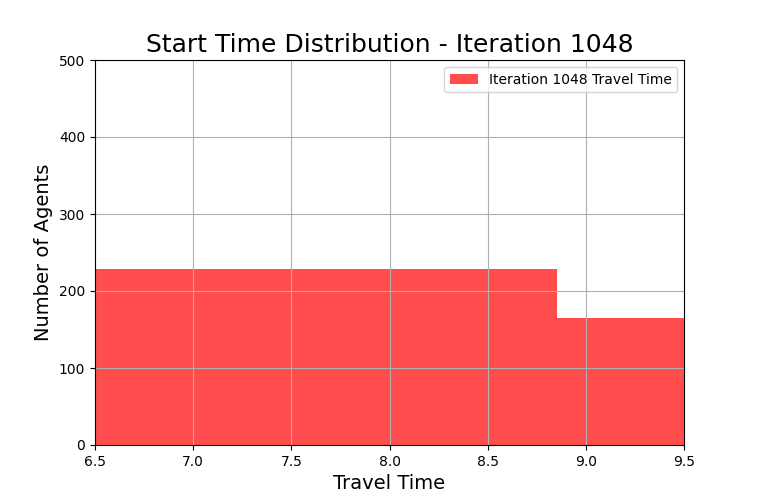 Start Time Distribution - Iteration 1048
Iteration 1048 Travel Time
Number of Agents
500
400
300
200
100
0
6.5 7.0 7.5 8.0 8.5 9.0 9.5
Travel Time